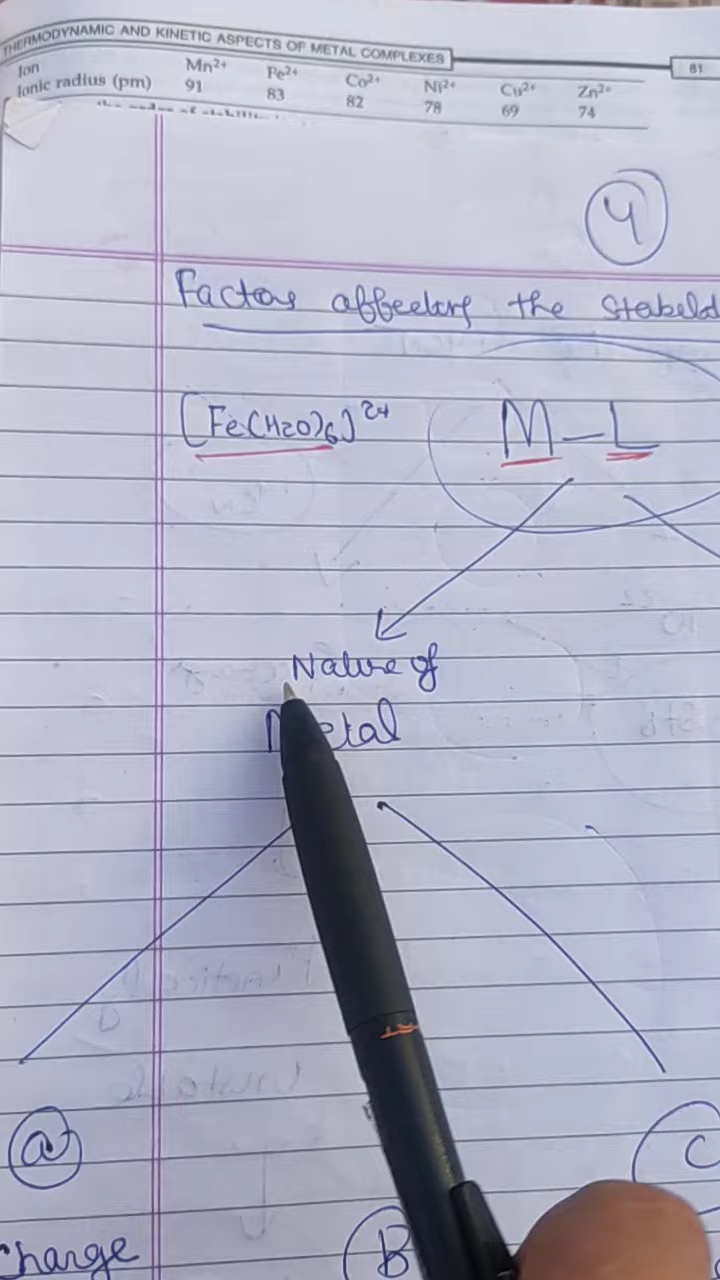 THERMODYNAMIC AND KINETIC ASPECTS OF METAL COMPLEXES
81
Ion Mn²⁺ Fe²⁺ Co²⁺ Ni²⁺ Cu²⁺ Zn²⁺
Ionic radius (pm) 91 83 82 78 69 74
4
Factors affecting the
[Fe(H2O)6]²⁺ M-L
Nature of
Metal
a
C
Charge
B